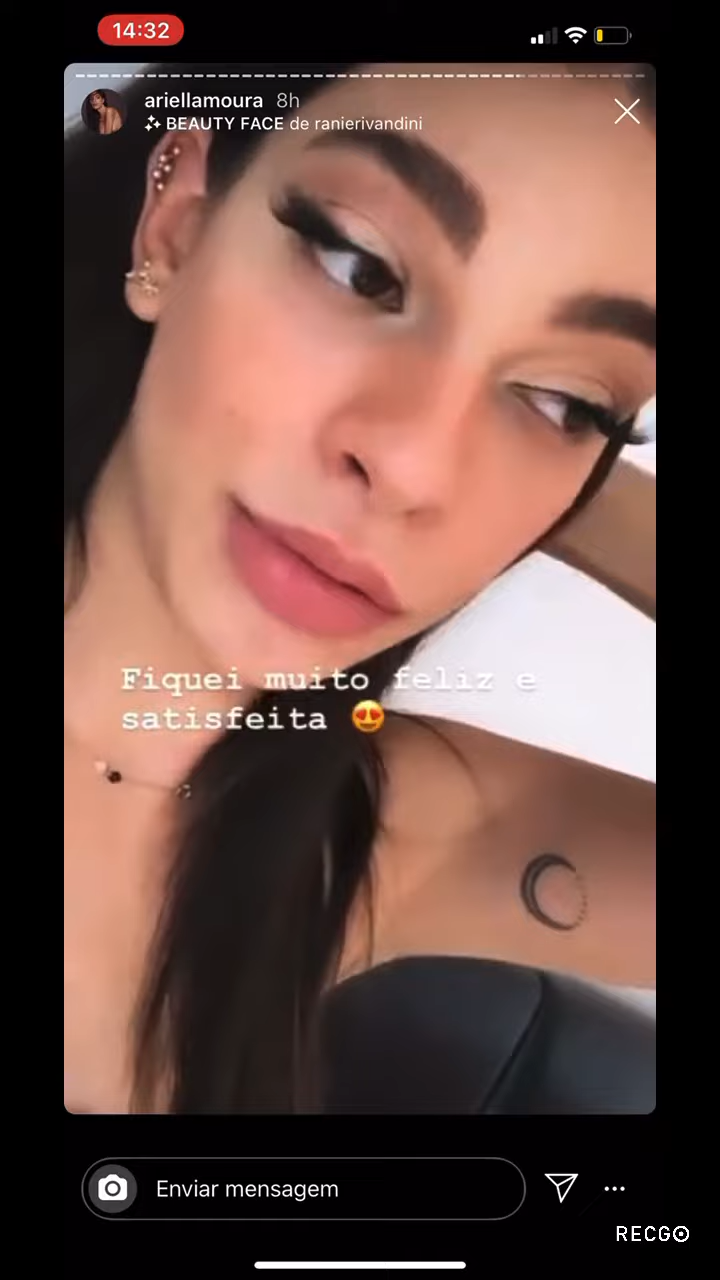 14:32
ariellamoura 8h
BEAUTY FACE de ranierivandini
Fiquei muito feliz e
satisfeita 😍
Enviar mensagem
RECGO